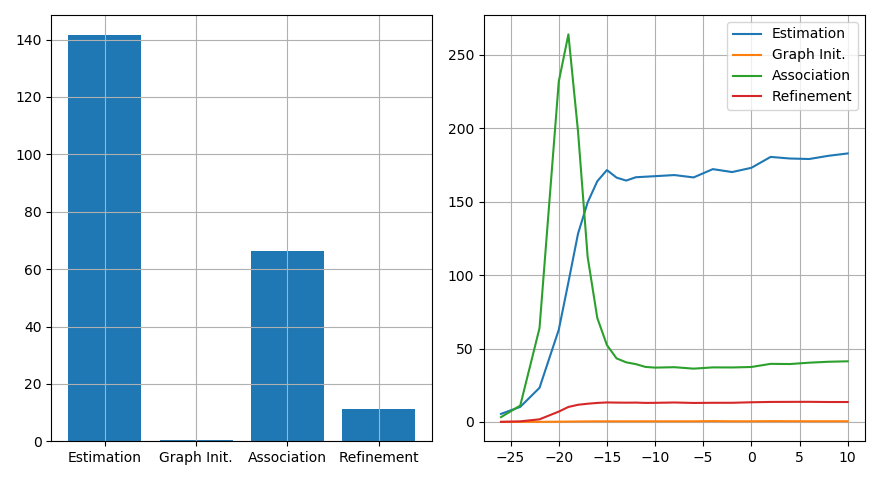 140
120
100
80
60
40
20
0
Estimation Graph Init. Association Refinement
250
200
150
100
50
0
−25 −20 −15 −10 −5 0 5 10
Estimation
Graph Init.
Association
Refinement